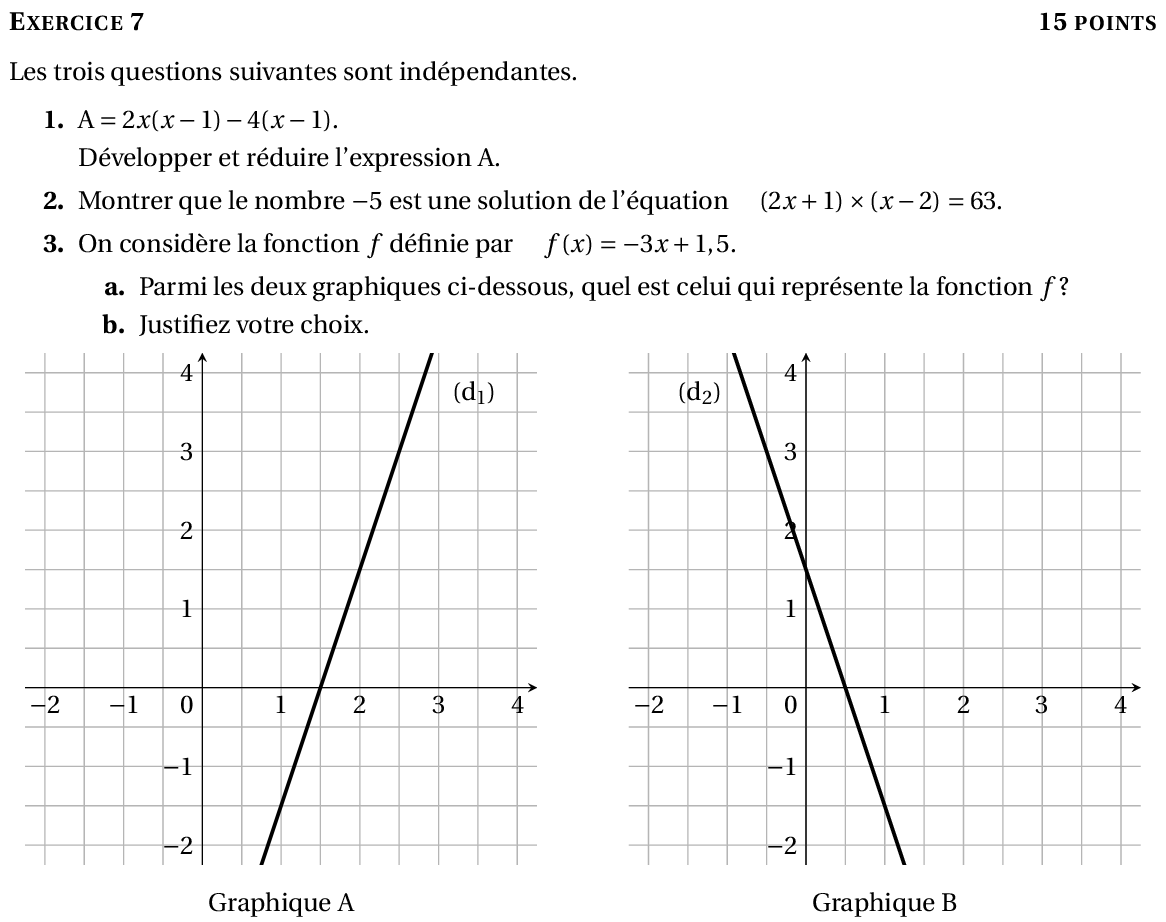 EXERCICE 7 15 POINTS
Les trois questions suivantes sont indépendantes.
1. A = 2x(x − 1) − 4(x − 1).
Développer et réduire l'expression A.
2. Montrer que le nombre −5 est une solution de l'équation (2x + 1) × (x − 2) = 63.
3. On considère la fonction f définie par f(x) = −3x + 1,5.
a. Parmi les deux graphiques ci-dessous, quel est celui qui représente la fonction f ?
b. Justifiez votre choix.
4
(d₁)
3
2
1
−2 −1 0 1 2 3 4
−1
−2
Graphique A
4
(d₂)
3
2
1
−2 −1 0 1 2 3 4
−1
−2
Graphique B